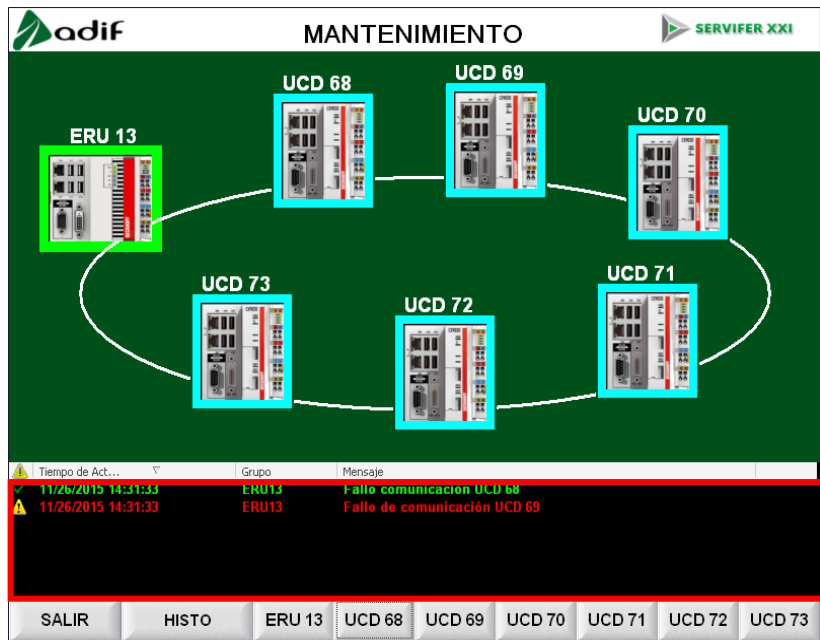 adif
MANTENIMIENTO
SERVIFER XXI
UCD 68
UCD 69
UCD 70
ERU 13
UCD 73
UCD 72
UCD 71
Tiempo de Act... Grupo Mensaje
11/26/2015 14:31:33 ERU13 Fallo comunicación UCD 68
11/26/2015 14:31:33 ERU13 Fallo de comunicación UCD 69
SALIR HISTO ERU 13 UCD 68 UCD 69 UCD 70 UCD 71 UCD 72 UCD 73